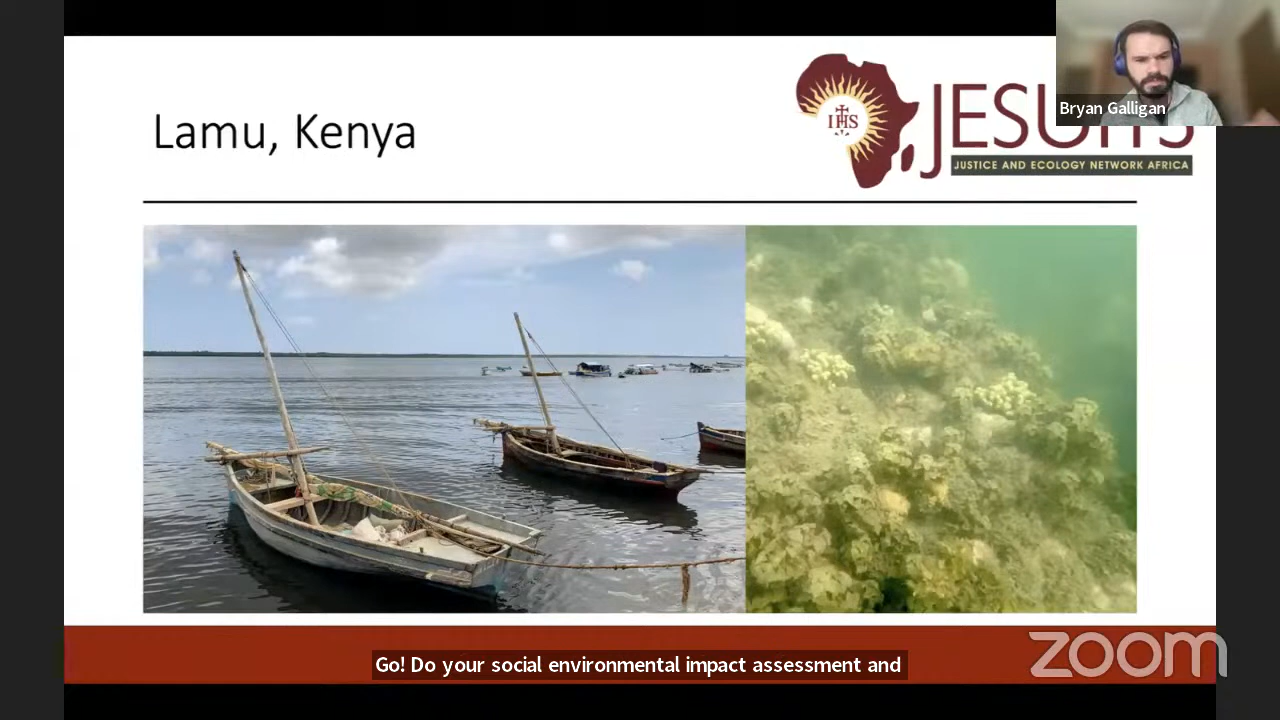 Lamu, Kenya
IHS
JESUITS
JUSTICE AND ECOLOGY NETWORK AFRICA
Bryan Galligan
Go! Do your social environmental impact assessment and
zoom